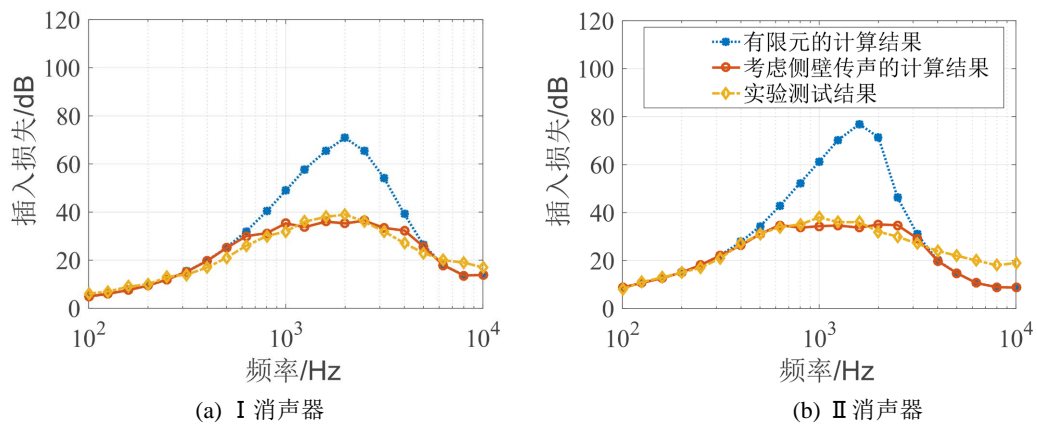 120
100
80
60
40
20
0
插入损失/dB
10²
10³
10⁴
频率/Hz
(a) Ⅰ消声器
120
100
80
60
40
20
0
插入损失/dB
有限元的计算结果
考虑侧壁传声的计算结果
实验测试结果
10²
10³
10⁴
频率/Hz
(b) Ⅱ消声器